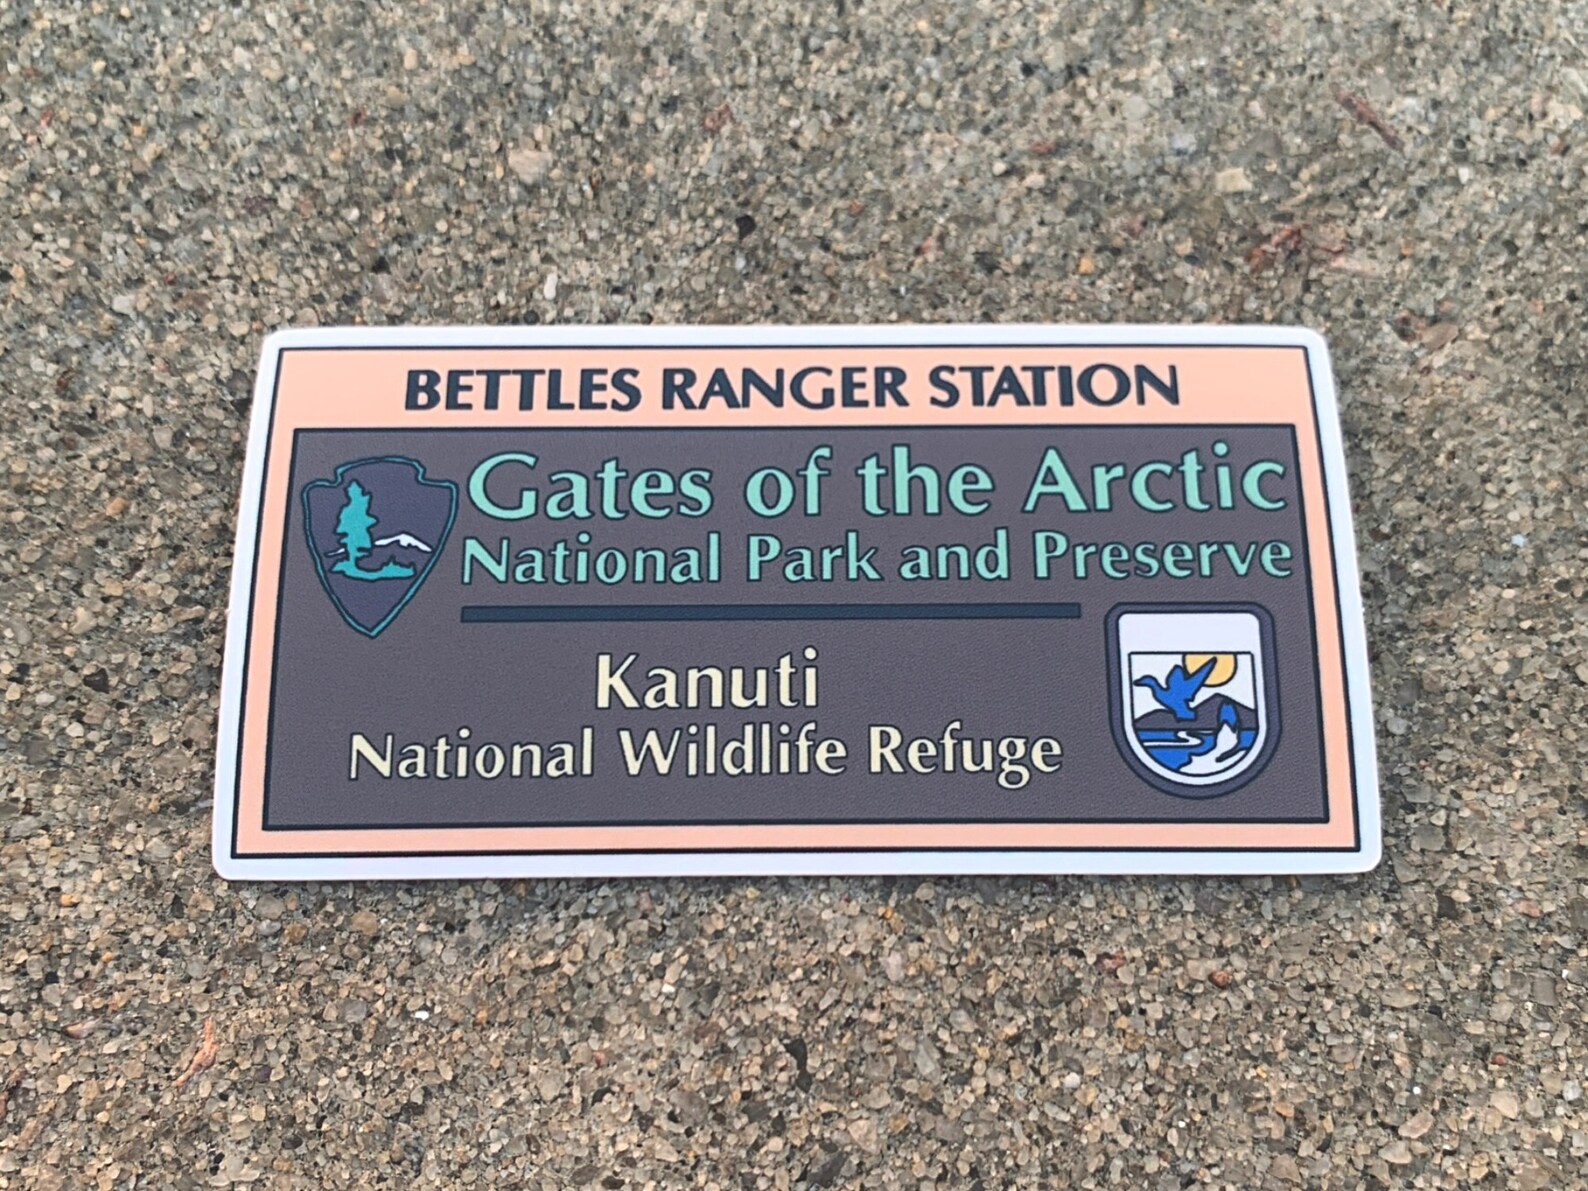 BETTLES RANGER STATION
Gates of the Arctic
National Park and Preserve
Kanuti
National Wildlife Refuge